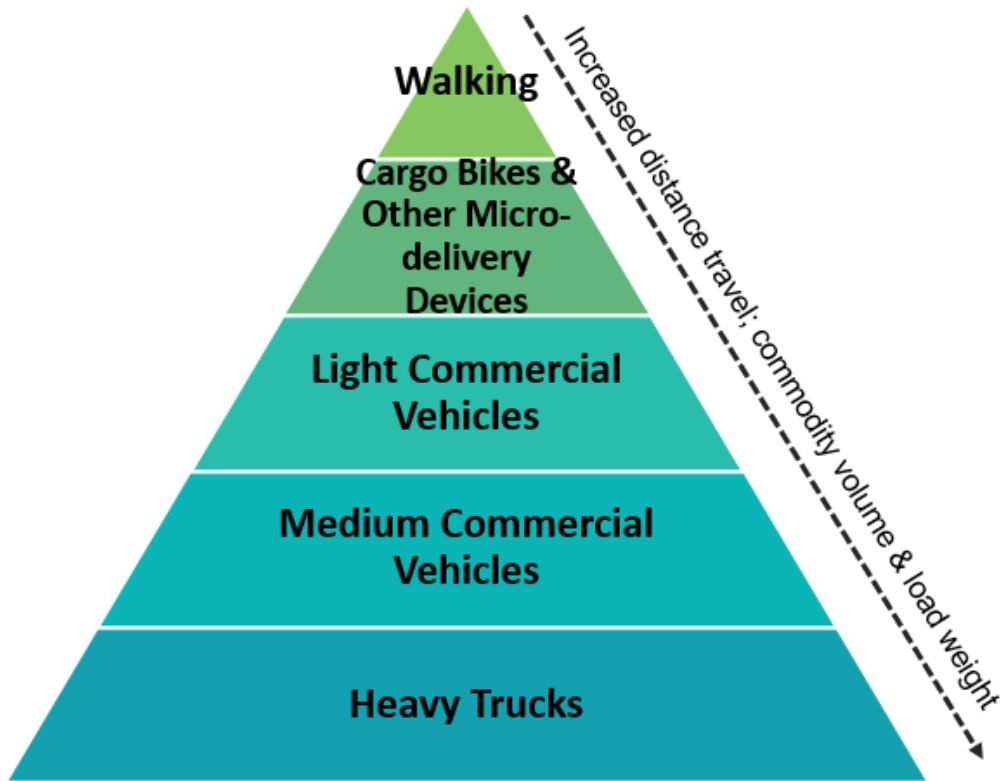 Walking
Cargo Bikes &
Other Micro-
delivery
Devices
Light Commercial
Vehicles
Medium Commercial
Vehicles
Heavy Trucks
Increased distance travel; commodity volume & load weight